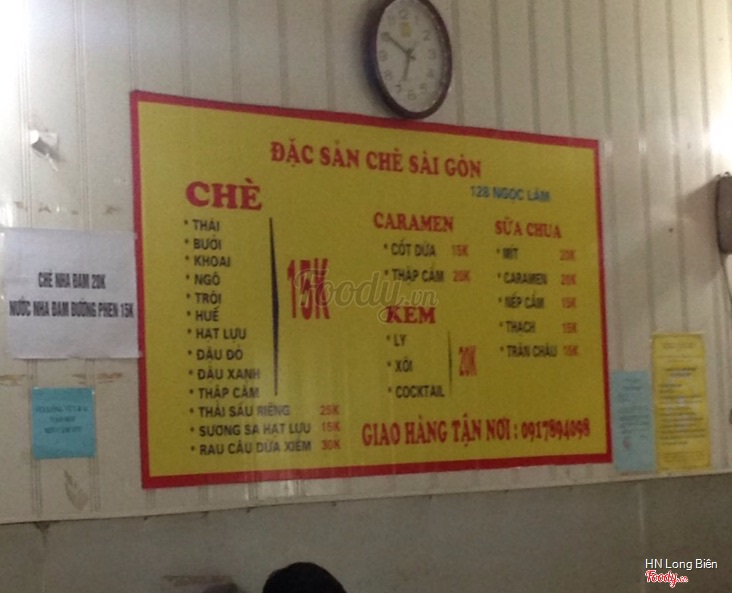 ĐẶC SẢN CHÈ SÀI GÒN
128 NGỌC LÂM
CHÈ
* THÁI
* BƯỞI
* KHOAI
* NGÔ
* TRÔI
* HUẾ
* HẠT LỰU
* ĐẬU ĐỎ
* ĐẬU XANH
* THẬP CẨM
15K
* THÁI SẦU RIÊNG 25K
* SƯƠNG SA HẠT LỰU 15K
* RAU CÂU DỪA XIÊM 30K
CARAMEN
* CỐT DỪA 15K
* THẬP CẨM 25K
KEM
* LY
* XÔI
* COCKTAIL
20K
SỮA CHUA
* MÍT 20K
* CARAMEN 20K
* NẾP CẨM 15K
* THẠCH 15K
* TRÂN CHÂU 15K
GIAO HÀNG TẬN NƠI : 0917894098
CHÈ NHA ĐAM 20K
NƯỚC NHA ĐAM ĐƯỜNG PHÈN 15K
Foody.vn
HN Long Biên
Foody.vn